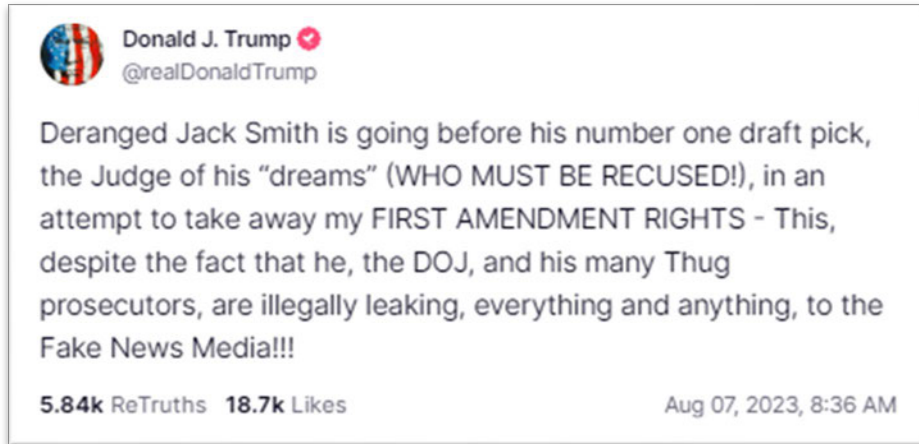 Donald J. Trump
@realDonaldTrump
Deranged Jack Smith is going before his number one draft pick,
the Judge of his “dreams” (WHO MUST BE RECUSED!), in an
attempt to take away my FIRST AMENDMENT RIGHTS - This,
despite the fact that he, the DOJ, and his many Thug
prosecutors, are illegally leaking, everything and anything, to the
Fake News Media!!!
5.84k ReTruths 18.7k Likes Aug 07, 2023, 8:36 AM